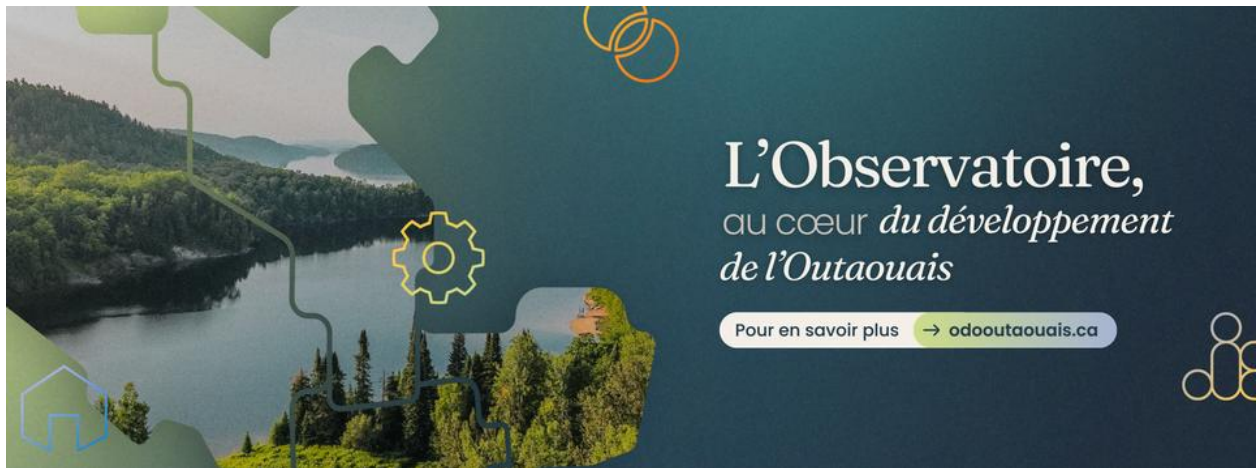 L’Observatoire,
au cœur du développement
de l’Outaouais
Pour en savoir plus → odooutaouais.ca